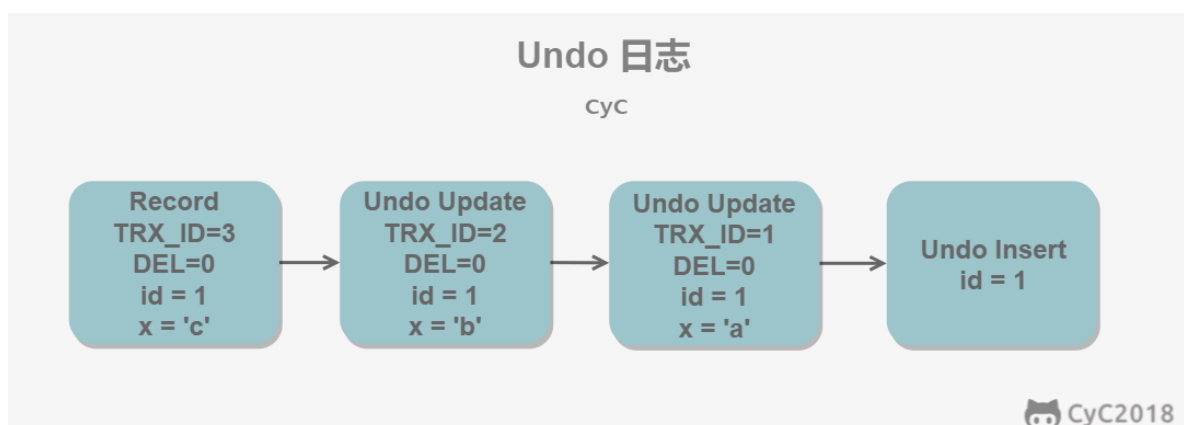 Undo 日志
CyC
Record
TRX_ID=3
DEL=0
id = 1
x = 'c'
Undo Update
TRX_ID=2
DEL=0
id = 1
x = 'b'
Undo Update
TRX_ID=1
DEL=0
id = 1
x = 'a'
Undo Insert
id = 1
CyC2018